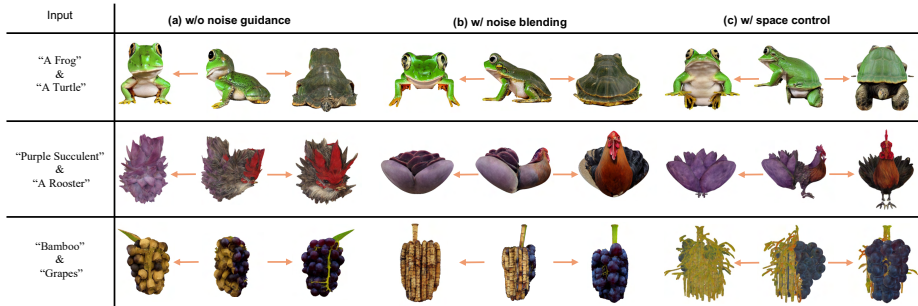 Input
(a) w/o noise guidance
(b) w/ noise blending
(c) w/ space control
“A Frog”
&
“A Turtle”
“Purple Succulent”
&
“A Rooster”
“Bamboo”
&
“Grapes”